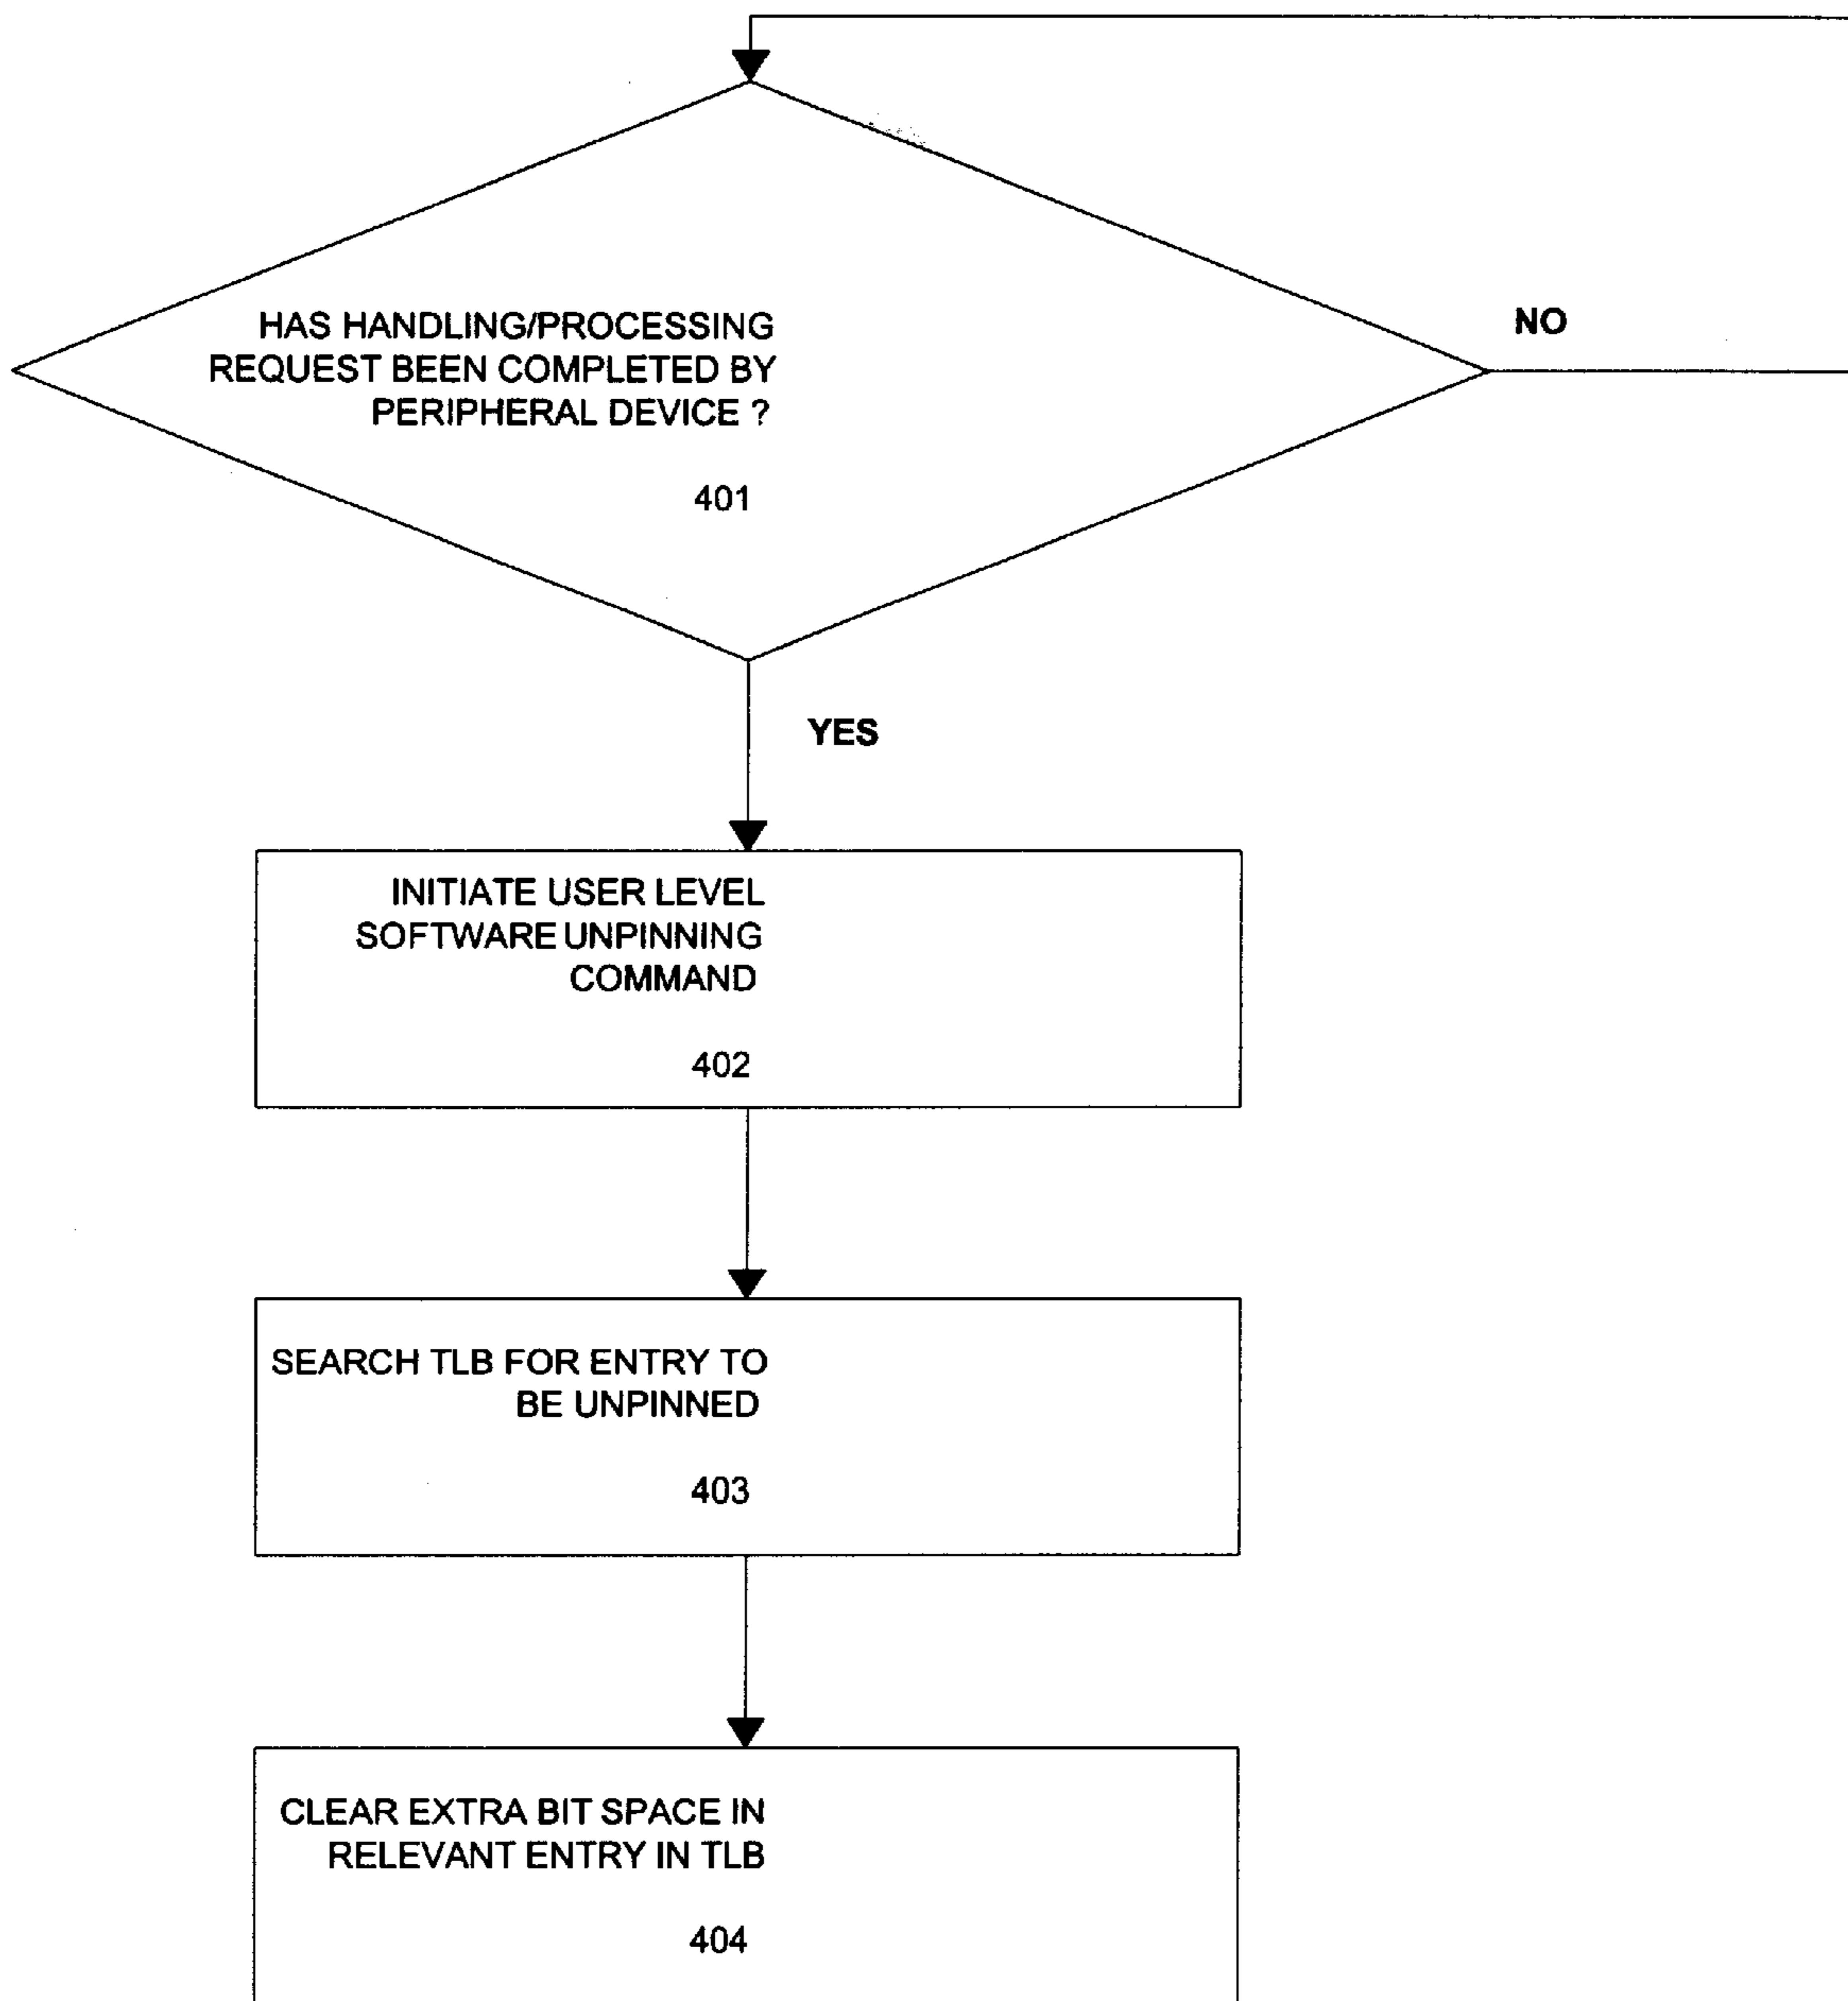 HAS HANDLING/PROCESSING
REQUEST BEEN COMPLETED BY
PERIPHERAL DEVICE ?
401
NO
YES
INITIATE USER LEVEL
SOFTWARE UNPINNING
COMMAND
402
SEARCH TLB FOR ENTRY TO
BE UNPINNED
403
CLEAR EXTRA BIT SPACE IN
RELEVANT ENTRY IN TLB
404